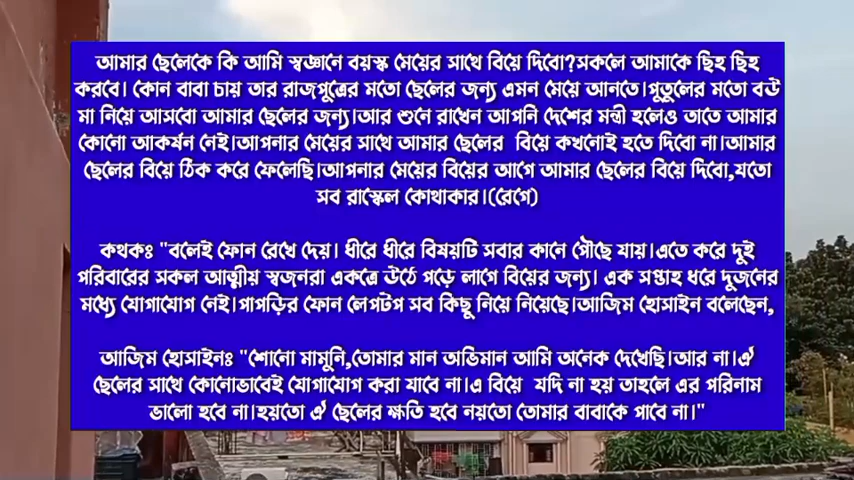 আমার ছেলেকে কি আমি স্বজ্ঞানে বয়স্ক মেয়ের সাথে বিয়ে দিবো?সকলে আমাকে ছিহ ছিহ
করবে। কোন বাবা চায় তার রাজপুত্রের মতো ছেলের জন্য এমন মেয়ে আনতে।পুতুলের মতো বউ
মা নিয়ে আসবো আমার ছেলের জন্য।আর শুনে রাখেন আপনি দেশের মন্ত্রী হলেও তাতে আমার
কোনো আকর্ষন নেই।আপনার মেয়ের সাথে আমার ছেলের বিয়ে কখনোই হতে দিবো না।আমার
ছেলের বিয়ে ঠিক করে ফেলেছি।আপনার মেয়ের বিয়ের আগে আমার ছেলের বিয়ে দিবো,যতো
সব রাস্কেল কোথাকার।(রেগে)
কথকঃ "বলেই ফোন রেখে দেয়। ধীরে ধীরে বিষয়টি সবার কানে পৌছে যায়।এতে করে দুই
পরিবারের সকল আত্মীয় স্বজনরা একত্রে উঠে পড়ে লাগে বিয়ের জন্য। এক সপ্তাহ ধরে দুজনের
মধ্যে যোগাযোগ নেই।পাপড়ির ফোন লেপটপ সব কিছু নিয়ে নিয়েছে।আজিম হোসাইন বলেছেন,
আজিম হোসাইনঃ "শোনো মামুনি,তোমার মান অভিমান আমি অনেক দেখেছি।আর না।ঐ
ছেলের সাথে কোনোভাবেই যোগাযোগ করা যাবে না।এ বিয়ে যদি না হয় তাহলে এর পরিনাম
ভালো হবে না।হয়তো ঐ ছেলের ক্ষতি হবে নয়তো তোমার বাবাকে পাবে না।"